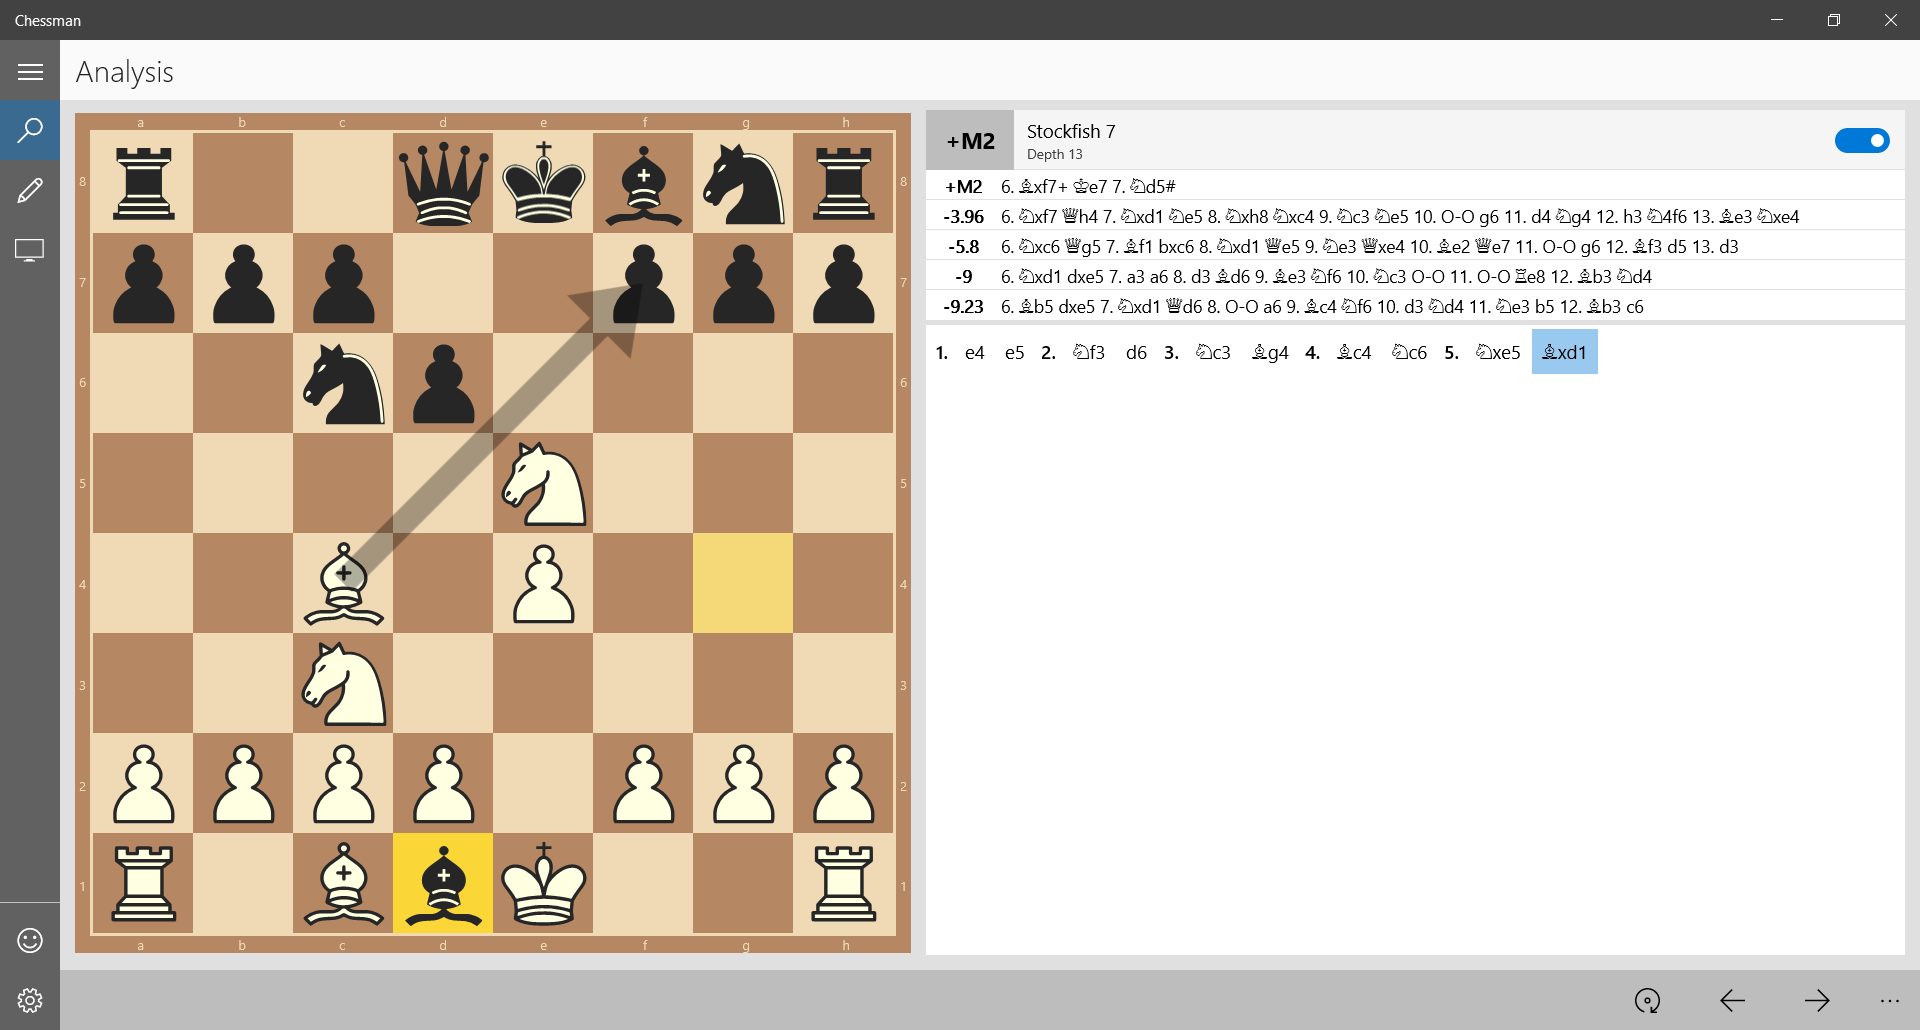 Chessman
Analysis
a b c d e f g h
8 8
7 7
6 6
5 5
4 4
3 3
2 2
1 1
a b c d e f g h
+M2 Stockfish 7
Depth 13
+M2 6. ♗xf7+ ♔e7 7. ♘d5#
-3.96 6. ♘xf7 ♕h4 7. ♘xd1 ♘e5 8. ♘xh8 ♘xc4 9. ♘c3 ♘e5 10. O-O g6 11. d4 ♘g4 12. h3 ♘4f6 13. ♗e3 ♘xe4
-5.8 6. ♘xc6 ♕g5 7. ♗f1 bxc6 8. ♘xd1 ♕e5 9. ♘e3 ♕xe4 10. ♗e2 ♕e7 11. O-O g6 12. ♗f3 d5 13. d3
-9 6. ♘xd1 dxe5 7. a3 a6 8. d3 ♗d6 9. ♗e3 ♘f6 10. ♘c3 O-O 11. O-O ♖e8 12. ♗b3 ♘d4
-9.23 6. ♗b5 dxe5 7. ♘xd1 ♕d6 8. O-O a6 9. ♗c4 ♘f6 10. d3 ♘d4 11. ♘e3 b5 12. ♗b3 c6
1. e4 e5 2. ♘f3 d6 3. ♘c3 ♗g4 4. ♗c4 ♘c6 5. ♘xe5 ♗xd1